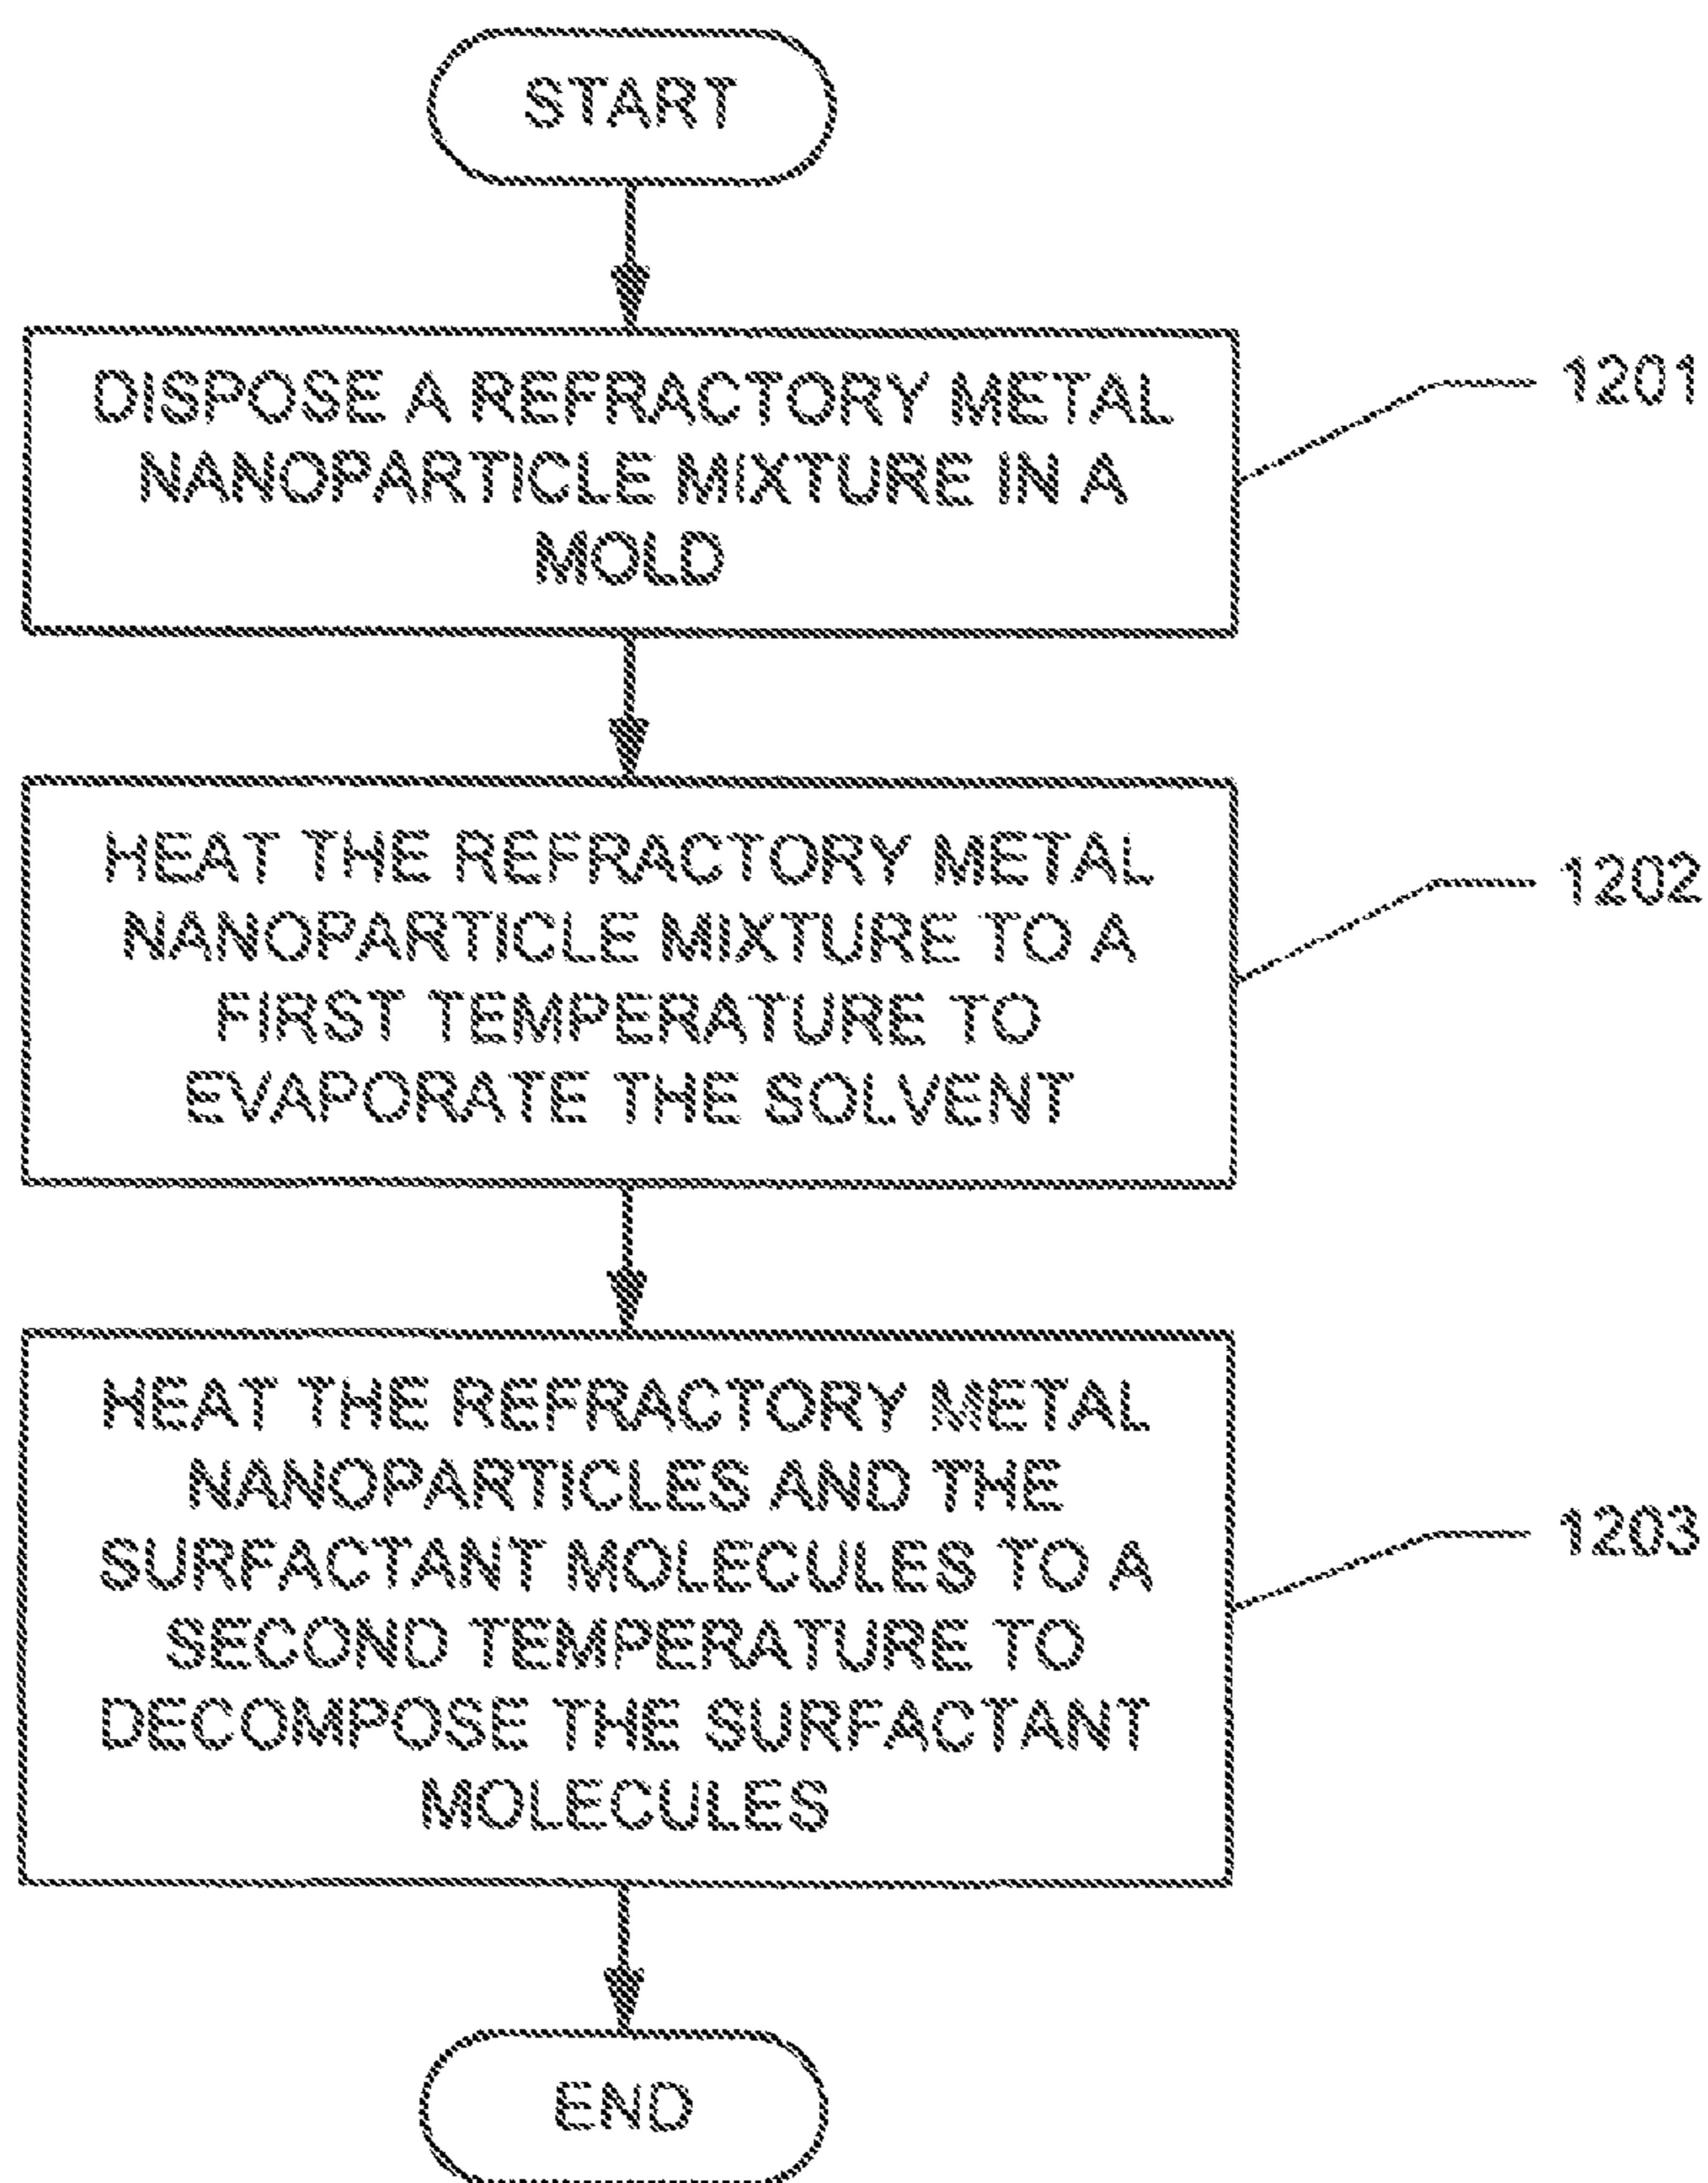 START
DISPOSE A REFRACTORY METAL
NANOPARTICLE MIXTURE IN A
MOLD
1201
HEAT THE REFRACTORY METAL
NANOPARTICLE MIXTURE TO A
FIRST TEMPERATURE TO
EVAPORATE THE SOLVENT
1202
HEAT THE REFRACTORY METAL
NANOPARTICLES AND THE
SURFACTANT MOLECULES TO A
SECOND TEMPERATURE TO
DECOMPOSE THE SURFACTANT
MOLECULES
1203
END